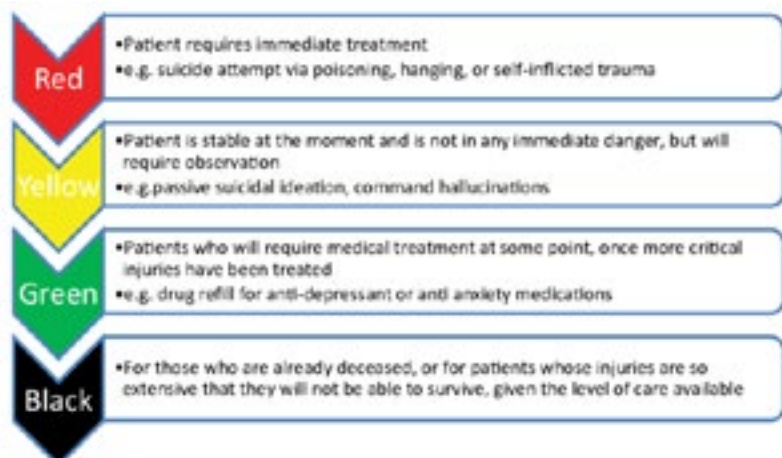 Red
•Patient requires immediate treatment
•e.g. suicide attempt via poisoning, hanging, or self-inflicted trauma
Yellow
•Patient is stable at the moment and is not in any immediate danger, but will
require observation
•e.g.passive suicidal ideation, command hallucinations
Green
•Patients who will require medical treatment at some point, once more critical
injuries have been treated
•e.g. drug refill for anti-depressant or anti anxiety medications
Black
•For those who are already deceased, or for patients whose injuries are so
extensive that they will not be able to survive, given the level of care available